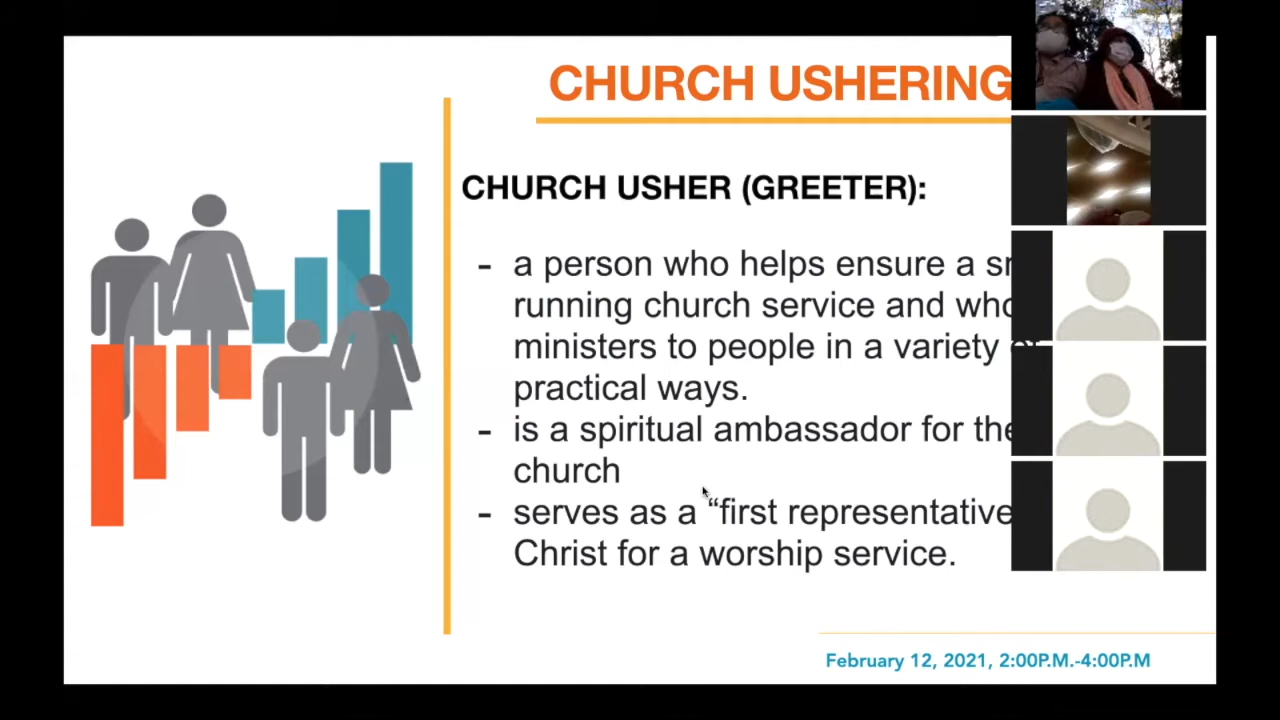 CHURCH USHERING
CHURCH USHER (GREETER):
- a person who helps ensure a
running church service and who
ministers to people in a variety of
practical ways.
- is a spiritual ambassador for the
church
- serves as a “first representative
Christ for a worship service.
February 12, 2021, 2:00P.M.-4:00P.M